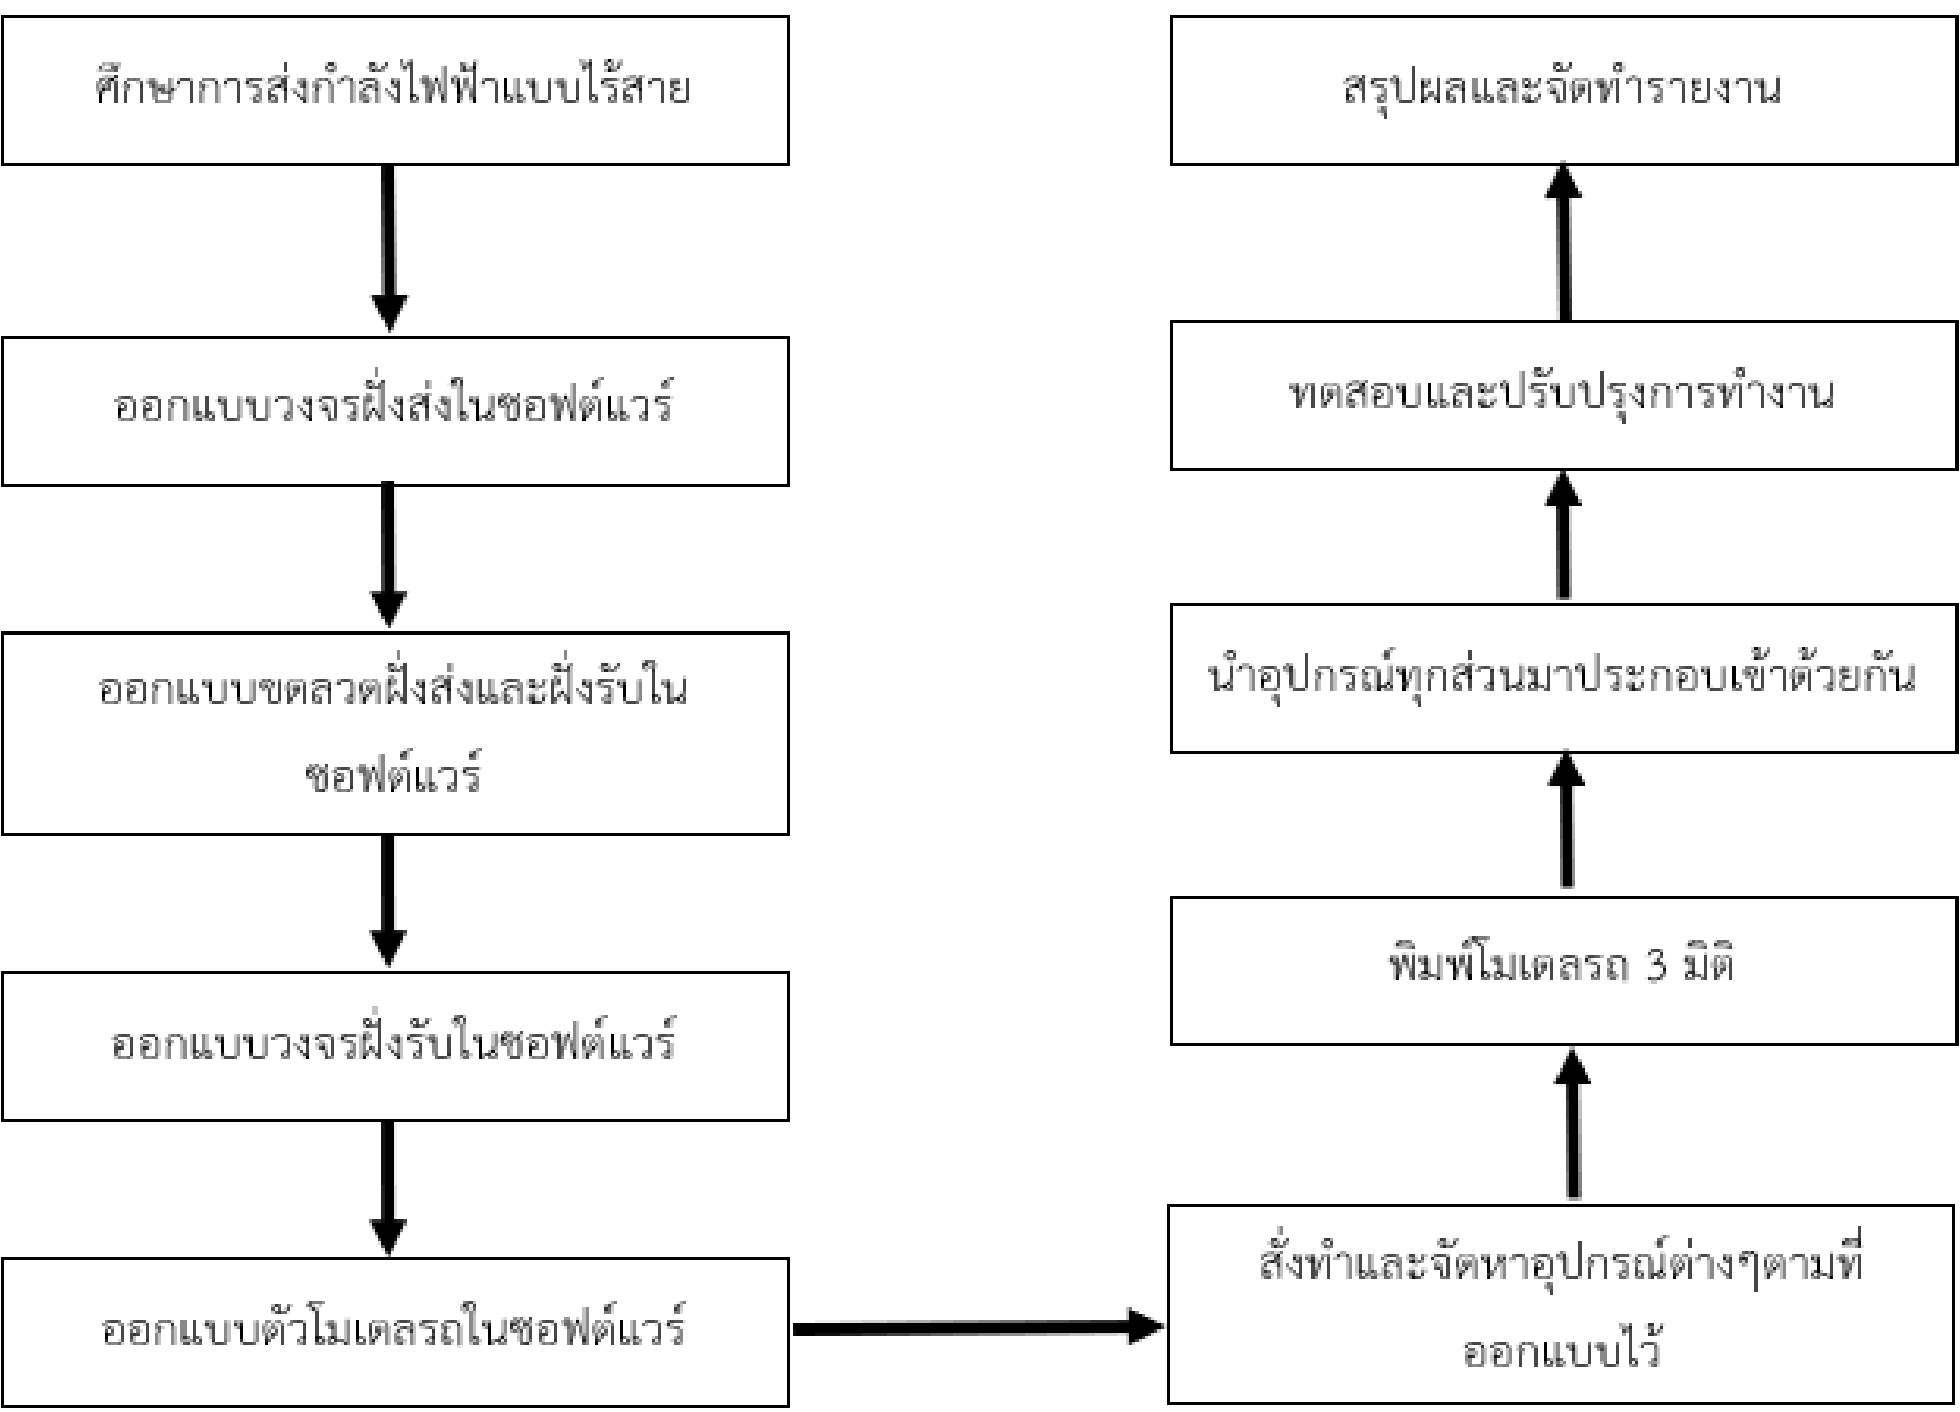 ศึกษาการส่งกำลังไฟฟ้าแบบไร้สาย
ออกแบบวงจรฝั่งส่งในซอฟต์แวร์
ออกแบบขดลวดฝั่งส่งและฝั่งรับใน
ซอฟต์แวร์
ออกแบบวงจรฝั่งรับในซอฟต์แวร์
ออกแบบตัวโมเดลรถในซอฟต์แวร์
สั่งทำและจัดหาอุปกรณ์ต่างๆตามที่
ออกแบบไว้
พิมพ์โมเดลรถ 3 มิติ
นำอุปกรณ์ทุกส่วนมาประกอบเข้าด้วยกัน
ทดสอบและปรับปรุงการทำงาน
สรุปผลและจัดทำรายงาน